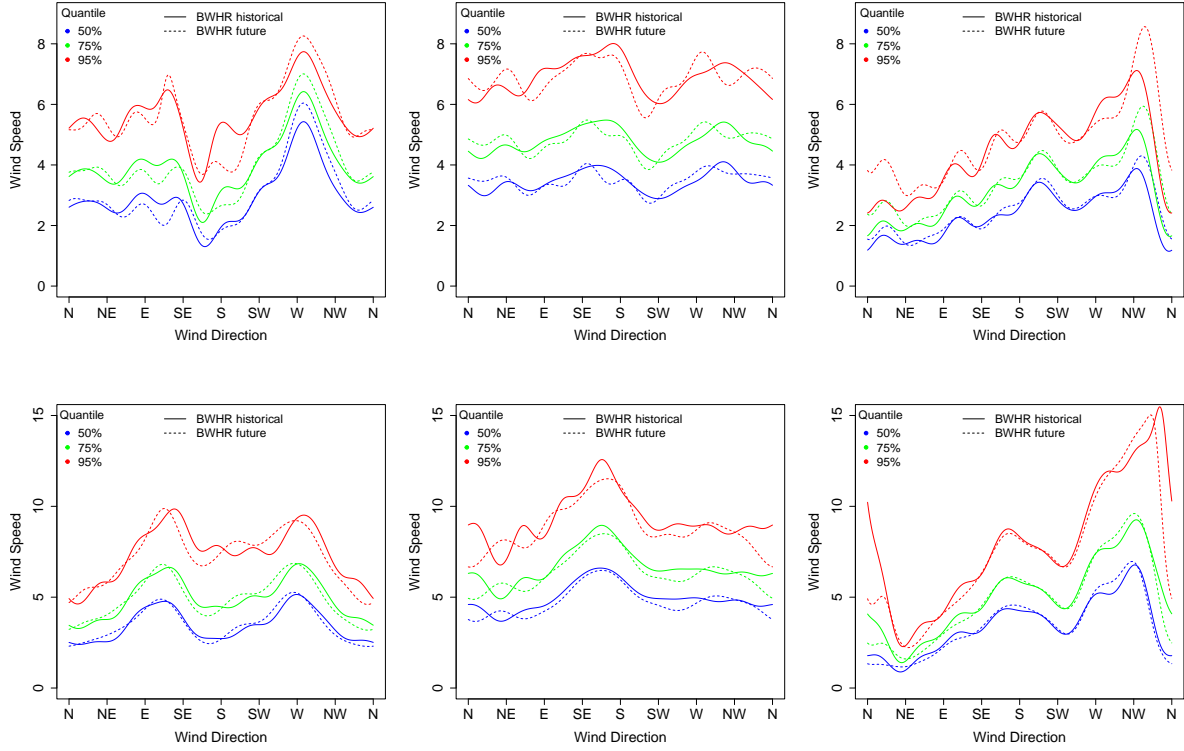 Quantile
50%
75%
95%
BWHR historical
BWHR future
Wind Speed
8
6
4
2
0
N NE E SE S SW W NW N
Wind Direction
Quantile
50%
75%
95%
BWHR historical
BWHR future
Wind Speed
8
6
4
2
0
N NE E SE S SW W NW N
Wind Direction
Quantile
50%
75%
95%
BWHR historical
BWHR future
Wind Speed
8
6
4
2
0
N NE E SE S SW W NW N
Wind Direction
Quantile
50%
75%
95%
BWHR historical
BWHR future
Wind Speed
15
10
5
0
N NE E SE S SW W NW N
Wind Direction
Quantile
50%
75%
95%
BWHR historical
BWHR future
Wind Speed
15
10
5
0
N NE E SE S SW W NW N
Wind Direction
Quantile
50%
75%
95%
BWHR historical
BWHR future
Wind Speed
15
10
5
0
N NE E SE S SW W NW N
Wind Direction